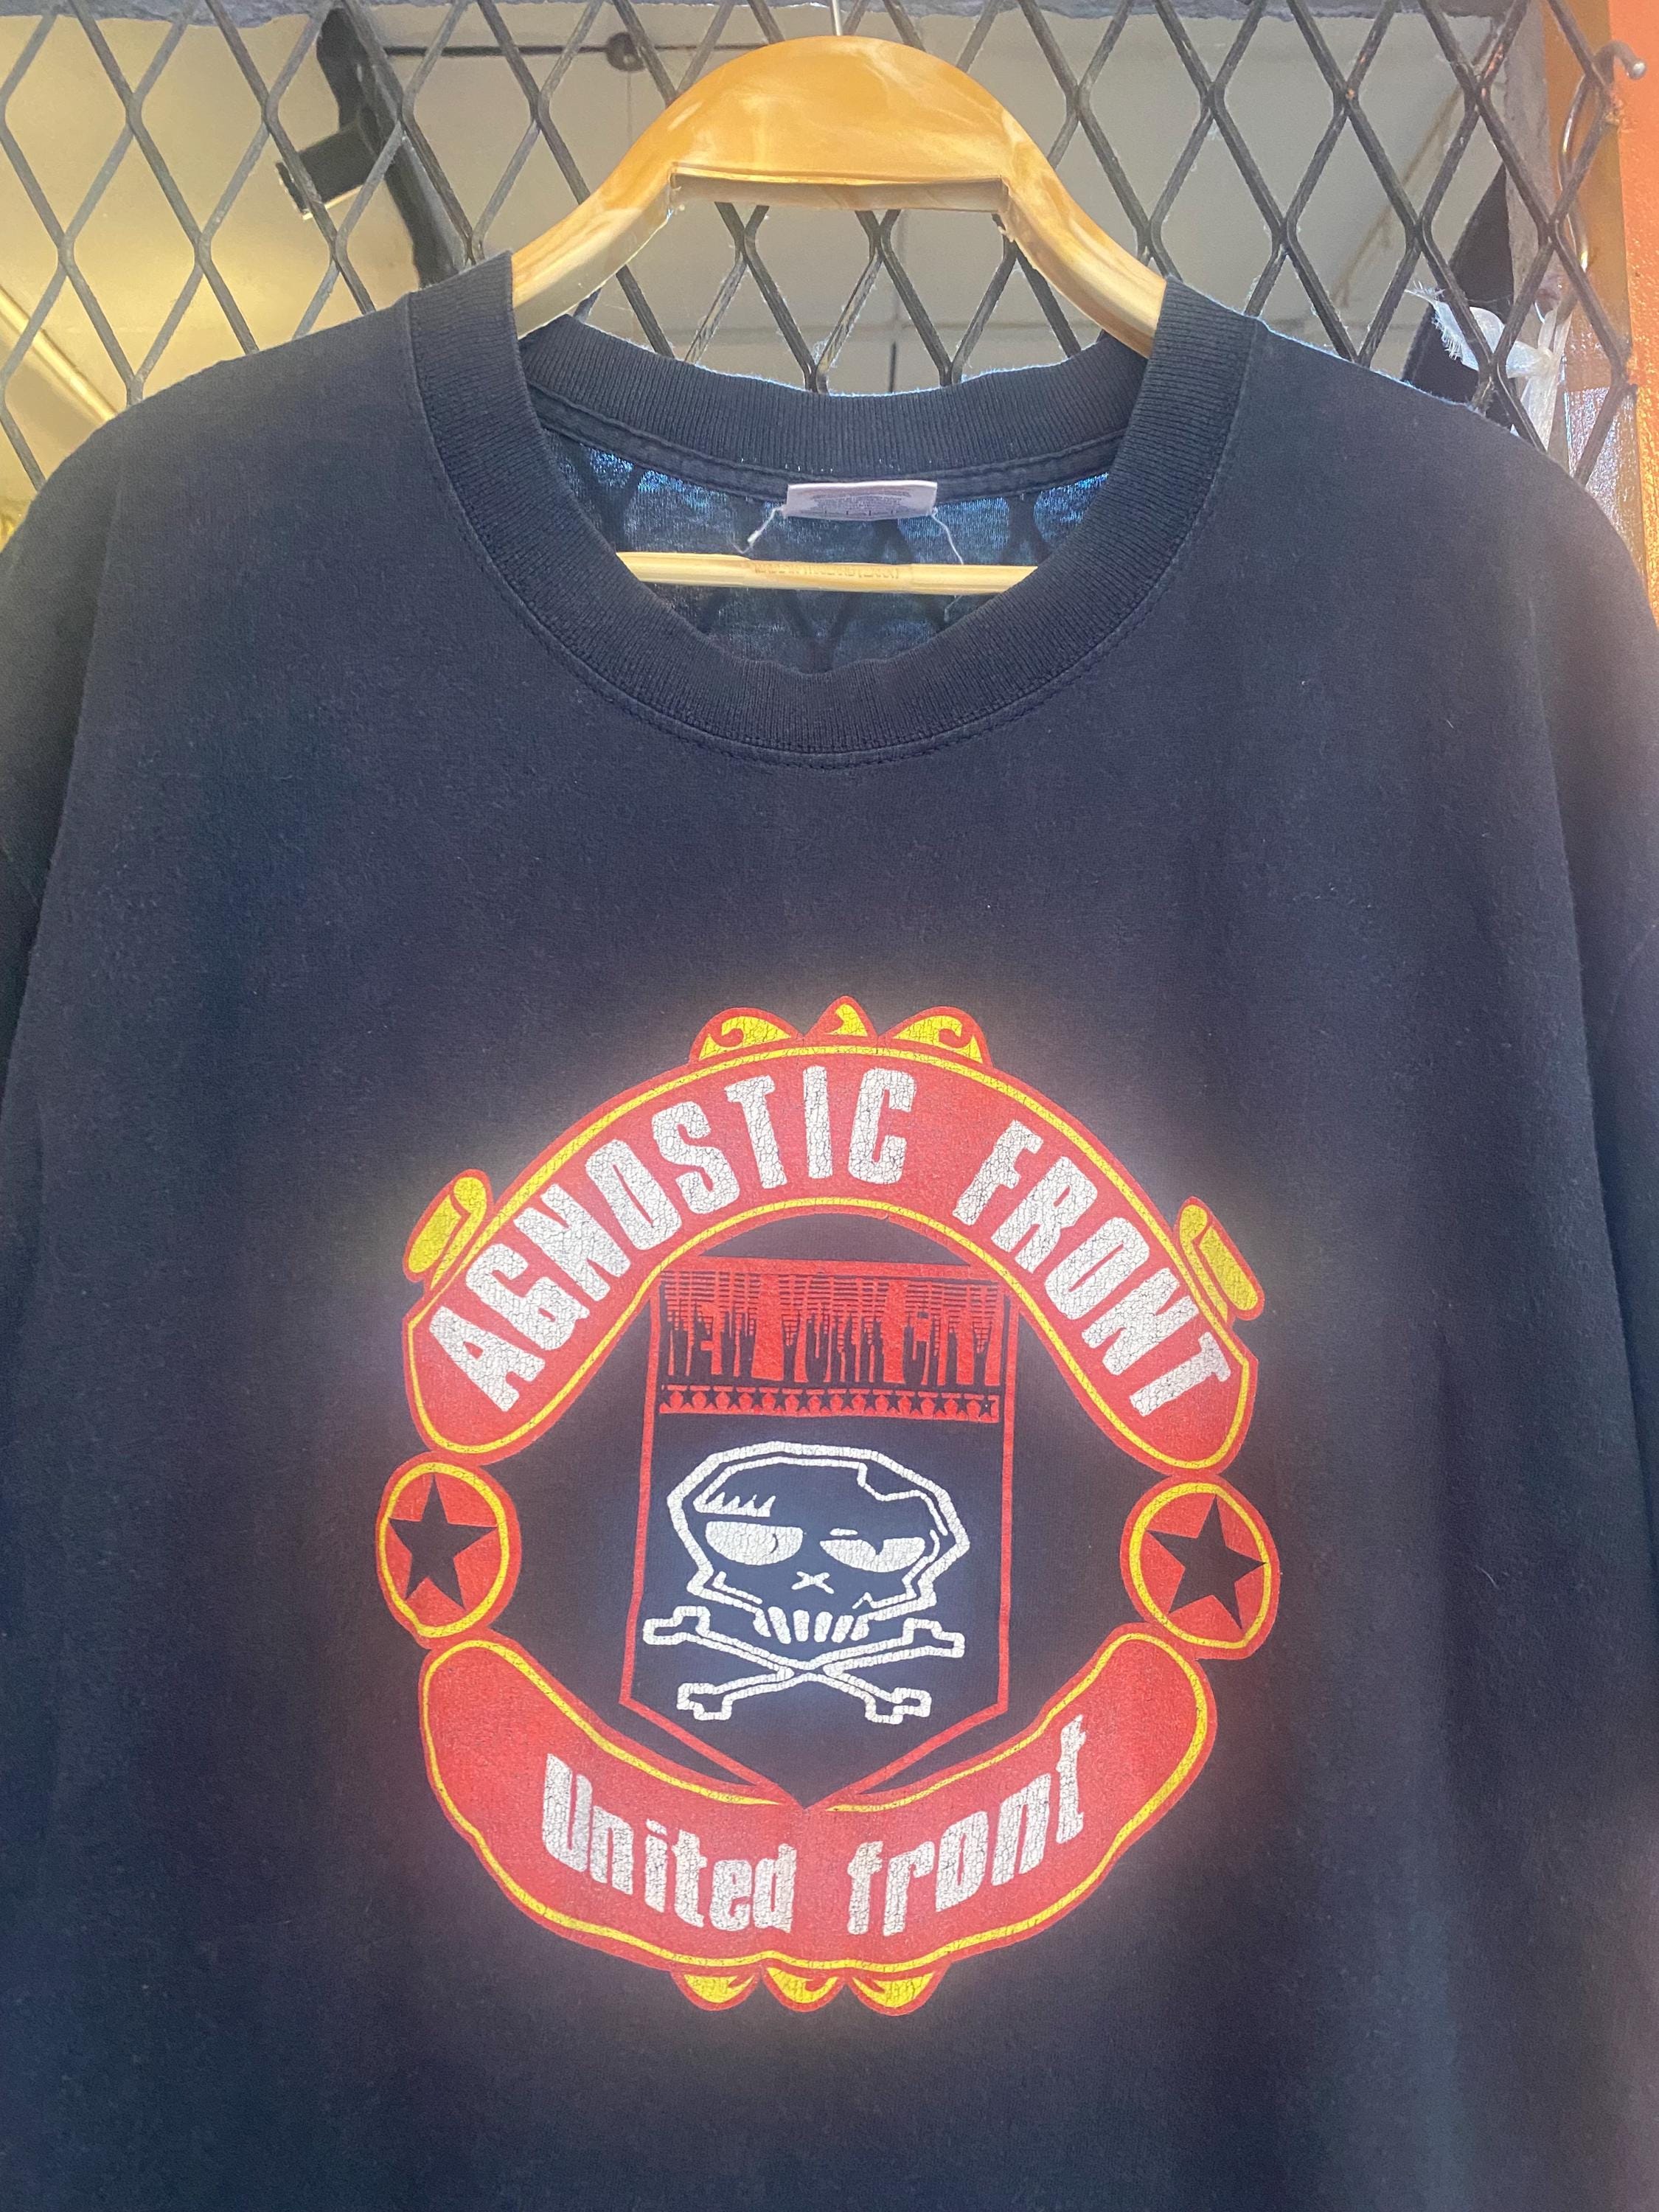 AGNOSTIC FRONT
NEW YORK CITY
United front